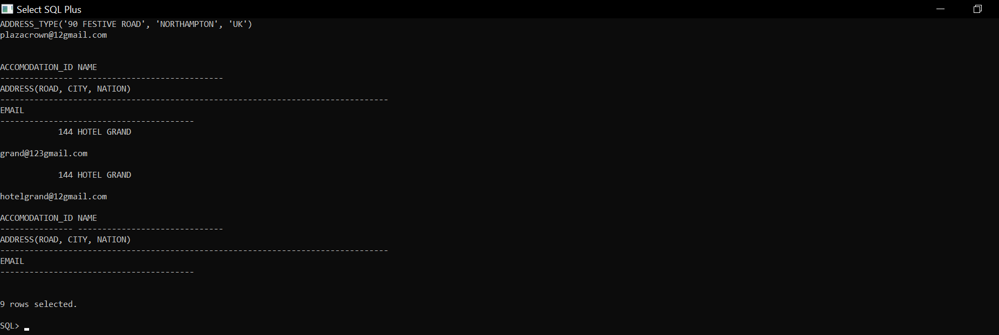 Select SQL Plus
ADDRESS_TYPE('90 FESTIVE ROAD', 'NORTHAMPTON', 'UK')
plazacrown@12gmail.com
ACCOMODATION_ID NAME
--------------- ------------------------------
ADDRESS(ROAD, CITY, NATION)
--------------------------------------------------------------------------------
EMAIL
----------------------------------------
144 HOTEL GRAND
grand@123gmail.com
144 HOTEL GRAND
hotelgrand@12gmail.com
ACCOMODATION_ID NAME
--------------- ------------------------------
ADDRESS(ROAD, CITY, NATION)
--------------------------------------------------------------------------------
EMAIL
----------------------------------------
9 rows selected.
SQL>